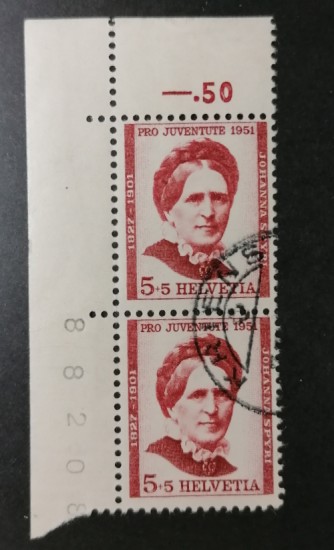 —.50
PRO JUVENTUTE 1951
1827-1901
JOHANNA SPYRI
5+5 HELVETIA
PRO JUVENTUTE 1951
1827-1901
JOHANNA SPYRI
5+5 HELVETIA
88208